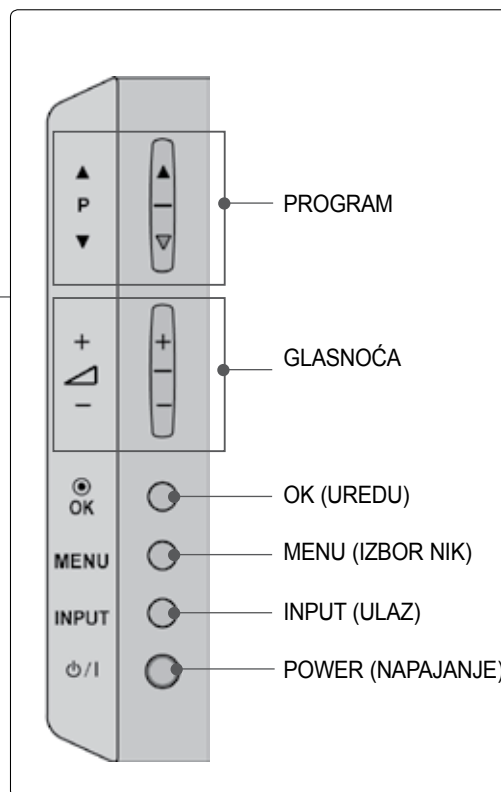 ▲
P
▼
PROGRAM
+
−
GLASNOĆA
OK
OK (UREDU)
MENU
MENU (IZBOR NIK)
INPUT
INPUT (ULAZ)
⏻/I
POWER (NAPAJANJE)